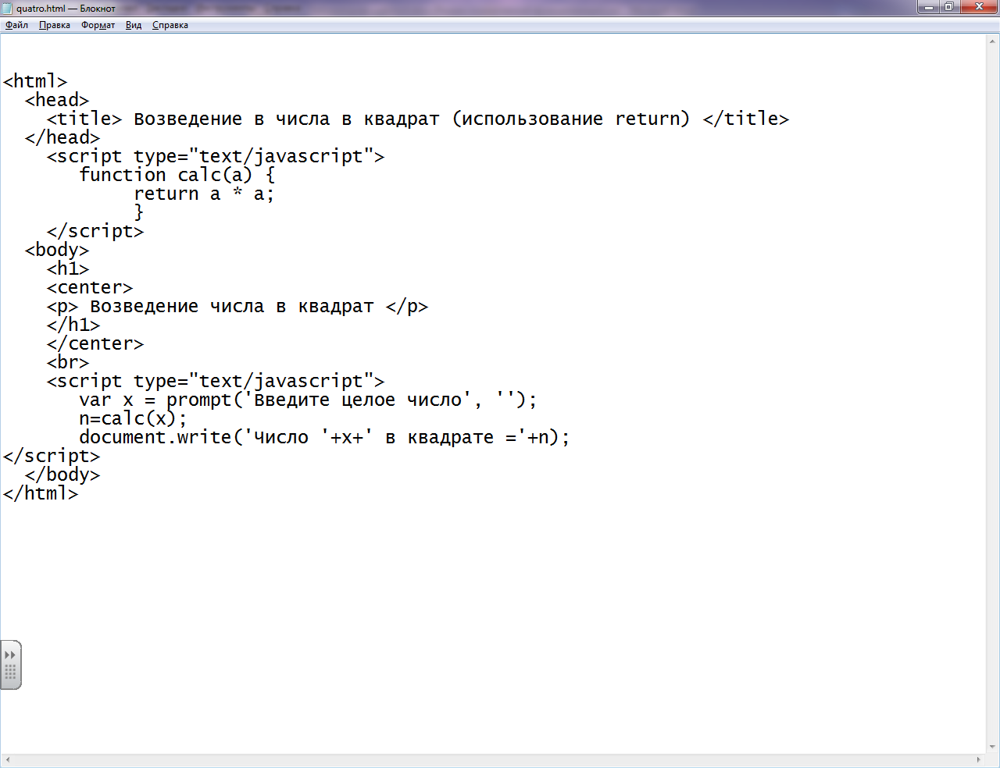 quatro.html — Блокнот
Файл Правка Формат Вид Справка
<html>
<head>
<title> Возведение в числа в квадрат (использование return) </title>
</head>
<script type="text/javascript">
function calc(a) {
return a * a;
}
</script>
<body>
<h1>
<center>
<p> Возведение числа в квадрат </p>
</h1>
</center>
<br>
<script type="text/javascript">
var x = prompt('Введите целое число', '');
n=calc(x);
document.write('Число '+x+' в квадрате ='+n);
</script>
</body>
</html>